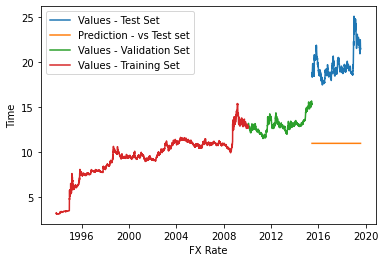 Values - Test Set
Prediction - vs Test set
Values - Validation Set
Values - Training Set
25
20
15
10
5
Time
1996
2000
2004
2008
2012
2016
2020
FX Rate